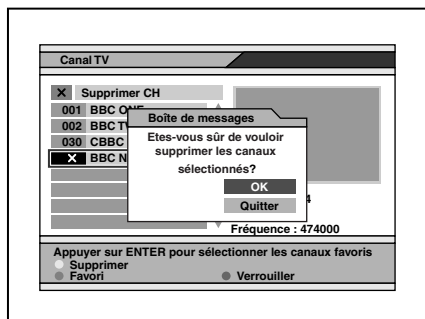 Canal TV
X Supprimer CH
001 BBC ONE
002 BBC
030 CBBC
X BBC
Boîte de messages
Etes-vous sûr de vouloir
supprimer les canaux
sélectionnés?
OK
Quitter
Fréquence : 474000
Appuyer sur ENTER pour sélectionner les canaux favoris
Supprimer
Favori
Verrouiller